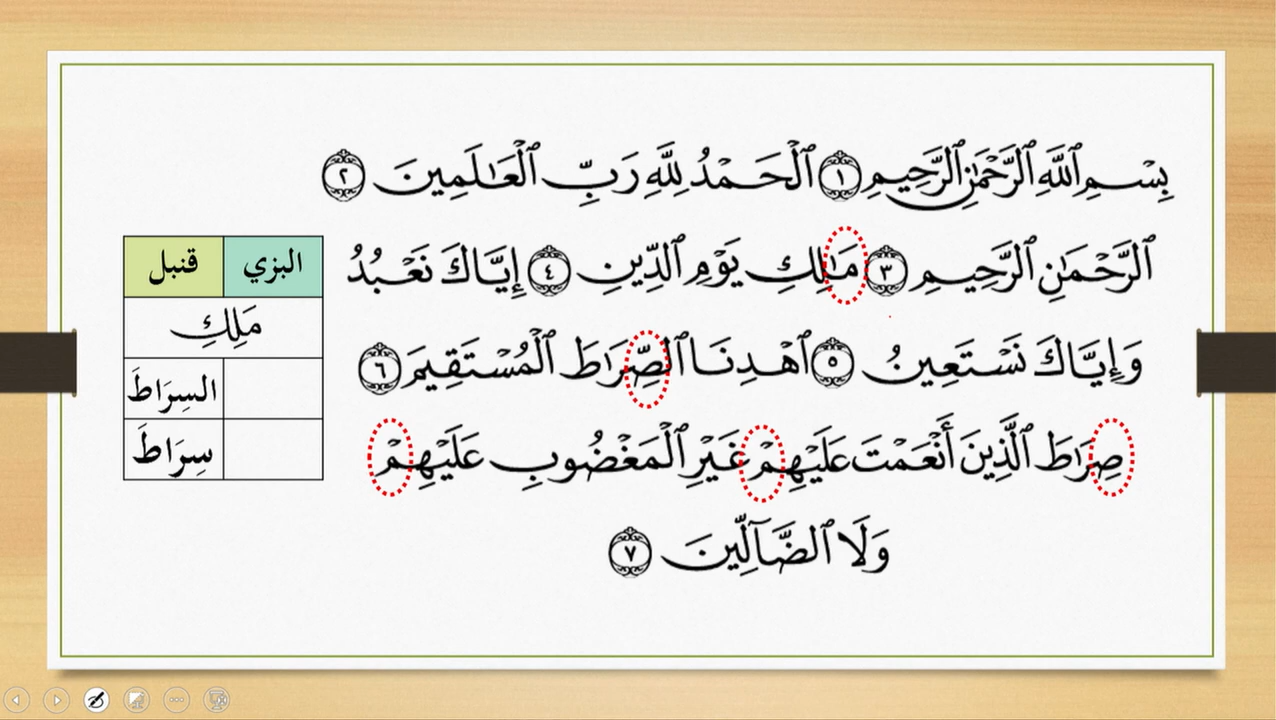 بِسْمِ ٱللَّهِ ٱلرَّحْمَٰنِ ٱلرَّحِيمِ ١ ٱلْحَمْدُ لِلَّهِ رَبِّ ٱلْعَٰلَمِينَ ٢
ٱلرَّحْمَٰنِ ٱلرَّحِيمِ ٣ مَٰلِكِ يَوْمِ ٱلدِّينِ ٤ إِيَّاكَ نَعْبُدُ
وَإِيَّاكَ نَسْتَعِينُ ٥ ٱهْدِنَا ٱلصِّرَٰطَ ٱلْمُسْتَقِيمَ ٦
صِرَٰطَ ٱلَّذِينَ أَنْعَمْتَ عَلَيْهِمْ غَيْرِ ٱلْمَغْضُوبِ عَلَيْهِمْ
وَلَا ٱلضَّآلِّينَ ٧
البزي قنبل
مَلِكِ
السِرَاطَ
سِرَاطَ